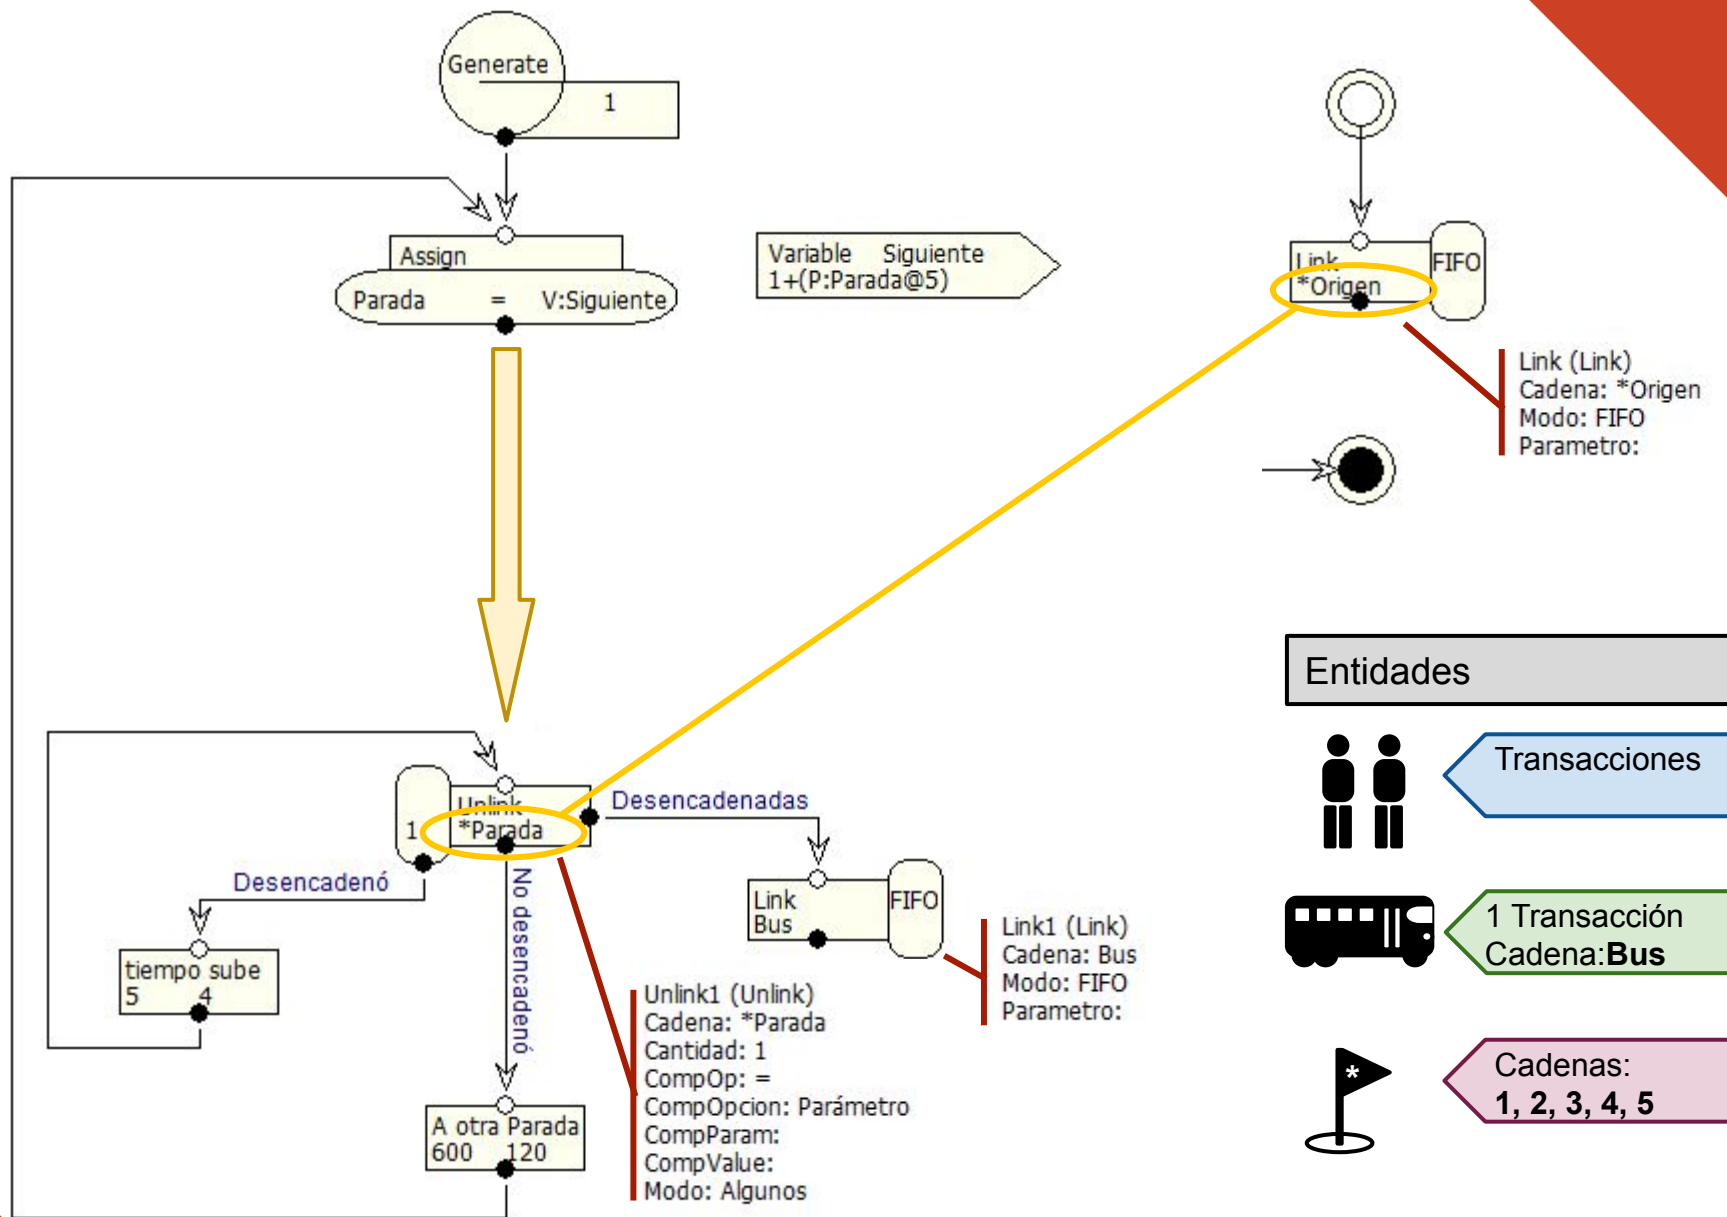 Generate
1
Assign
Parada = V:Siguiente
Variable Siguiente
1+(P:Parada@5)
Link
*Origen
FIFO
Link (Link)
Cadena: *Origen
Modo: FIFO
Parametro:
Entidades
Transacciones
1 Transacción
Cadena:Bus
*
Cadenas:
1, 2, 3, 4, 5
Unlink
*Parada
1
Desencadenadas
Desencadenó
No desencadenó
Link
Bus
FIFO
Link1 (Link)
Cadena: Bus
Modo: FIFO
Parametro:
tiempo sube
5 4
Unlink1 (Unlink)
Cadena: *Parada
Cantidad: 1
CompOp: =
CompOpcion: Parámetro
CompParam:
CompValue:
Modo: Algunos
A otra Parada
600 120